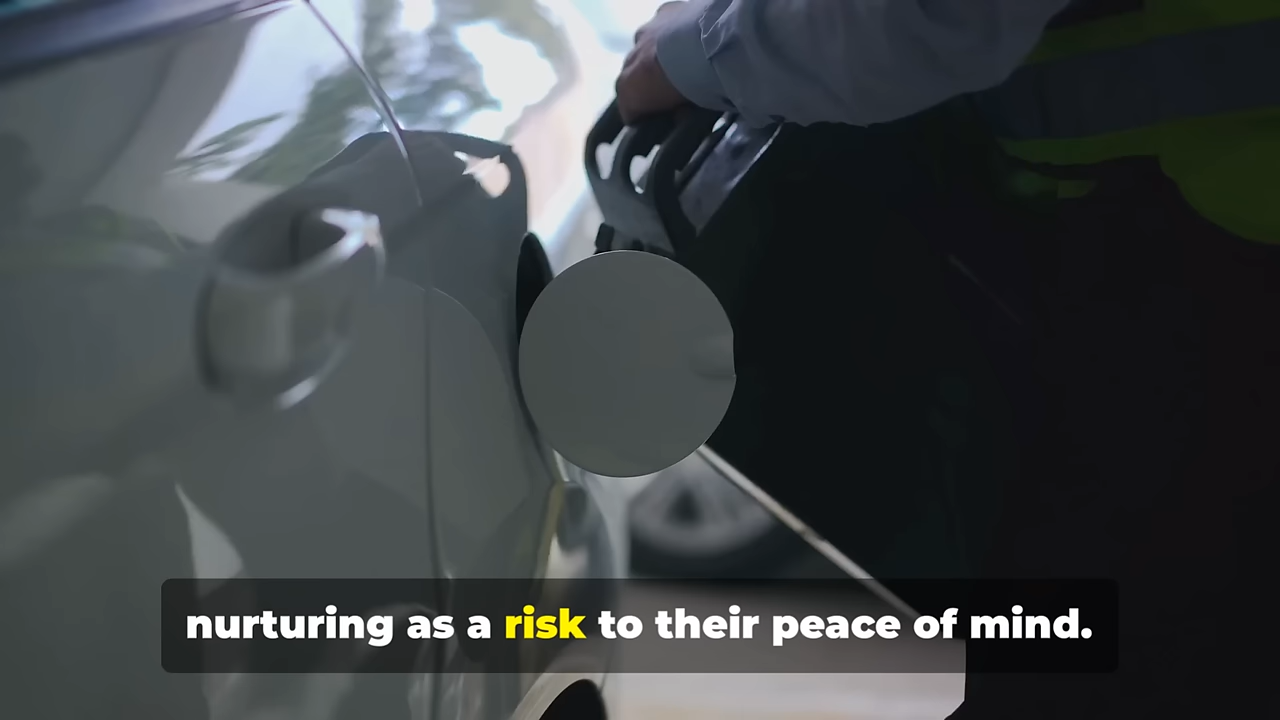 nurturing as a risk to their peace of mind.